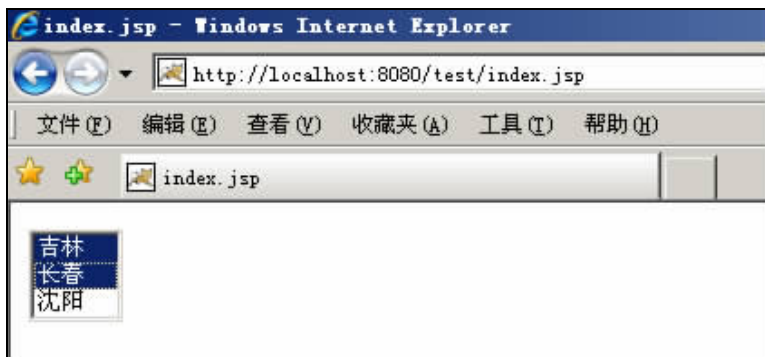 index.jsp - Windows Internet Explorer
http://localhost:8080/test/index.jsp
文件(F) 编辑(E) 查看(V) 收藏夹(A) 工具(T) 帮助(H)
index.jsp
吉林
长春
沈阳